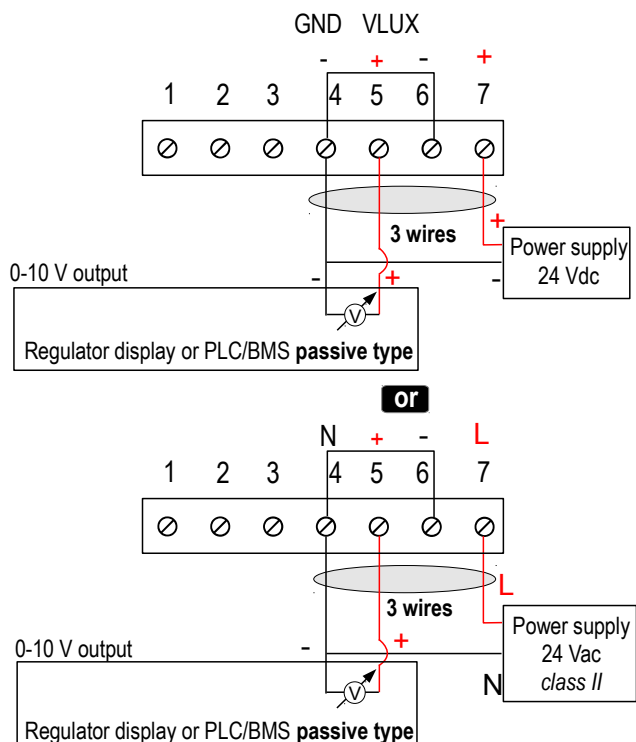 GND VLUX
- + - +
1 2 3 4 5 6 7
+
3 wires
Power supply
24 Vdc
-
0-10 V output
- +
V
Regulator display or PLC/BMS passive type
or
N + - L
1 2 3 4 5 6 7
L
3 wires
Power supply
24 Vac
class II
N
0-10 V output
- +
V
Regulator display or PLC/BMS passive type